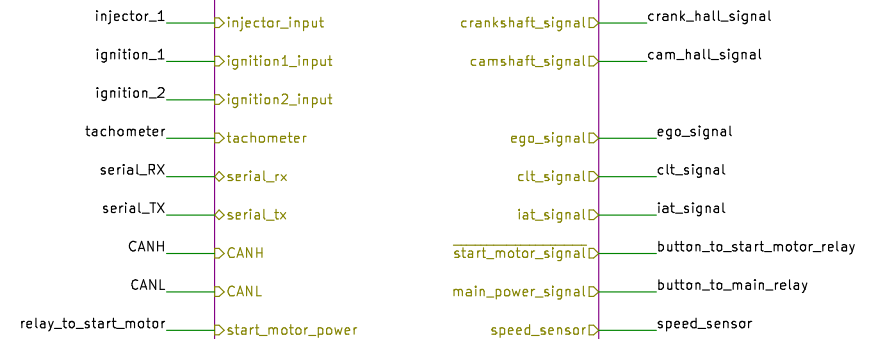 injector_1 injector_input crankshaft_signal crank_hall_signal
ignition_1 ignition1_input camshaft_signal cam_hall_signal
ignition_2 ignition2_input
tachometer tachometer ego_signal ego_signal
serial_RX serial_rx clt_signal clt_signal
serial_TX serial_tx iat_signal iat_signal
CANH CANH start_motor_signal button_to_start_motor_relay
CANL CANL main_power_signal button_to_main_relay
relay_to_start_motor start_motor_power speed_sensor speed_sensor